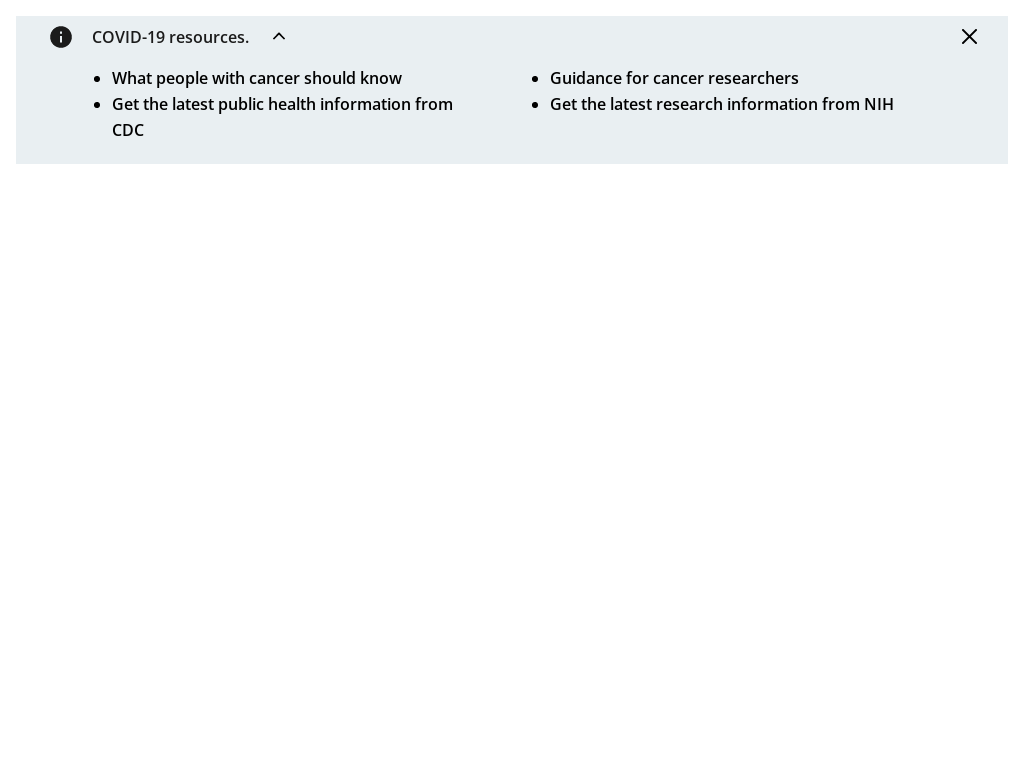 COVID-19 resources.
What people with cancer should know
Get the latest public health information from
CDC
Guidance for cancer researchers
Get the latest research information from NIH